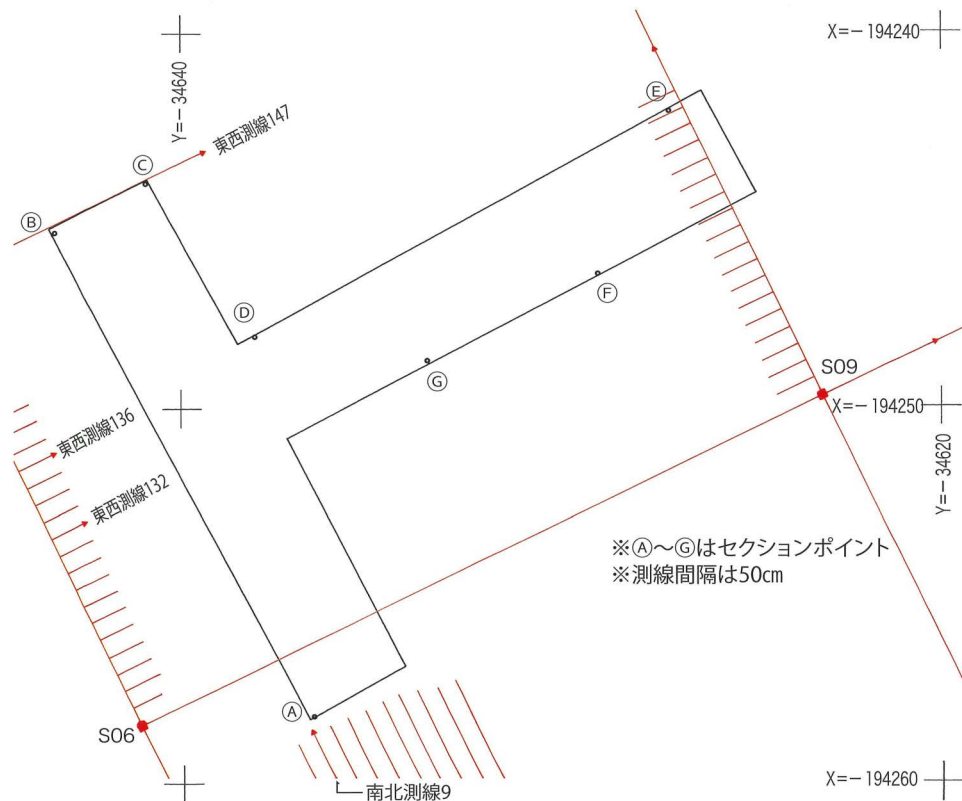 X=−194240
Y=−34640
Ⓔ
東西測線147
Ⓒ
Ⓑ
Ⓓ
Ⓕ
Ⓖ
S09
X=−194250
東西測線136
Y=−34620
東西測線132
※Ⓐ～Ⓖはセクションポイント
※測線間隔は50㎝
Ⓐ
S06
X=−194260
南北測線9